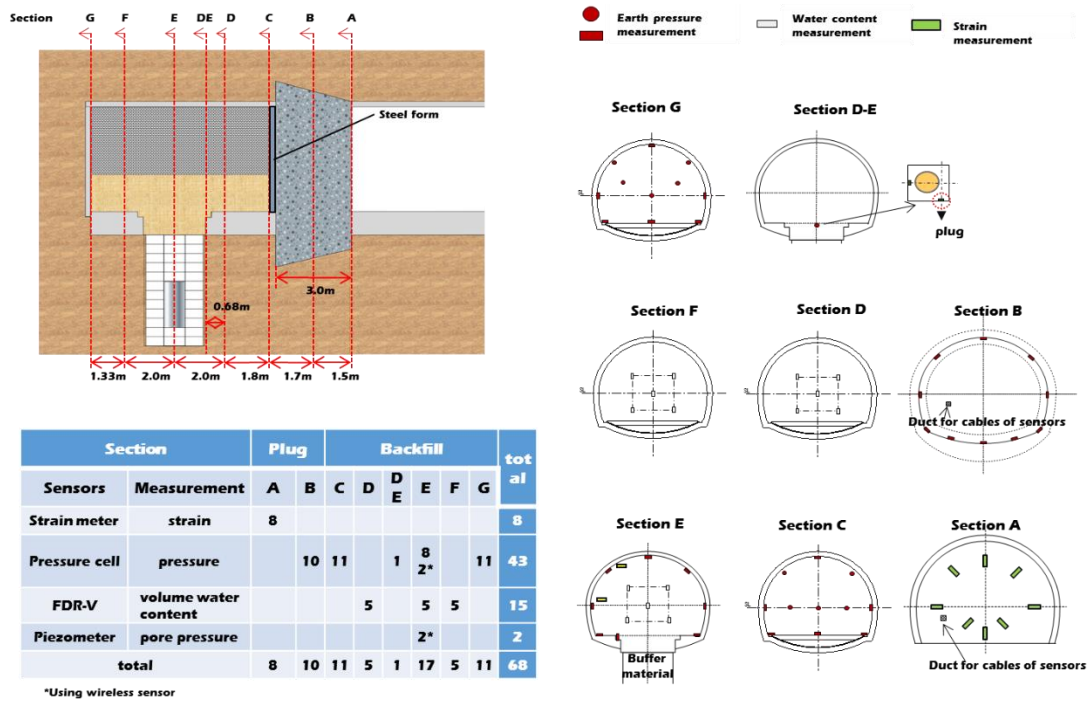 Section G F E DE D C B A
Steel form
3.0m
0.68m
1.33m 2.0m 2.0m 1.8m 1.7m 1.5m
Section Plug Backfill tot
al
Sensors Measurement A B C D D
E E F G
Strain meter strain 8 8
Pressure cell pressure 10 11 1 8
2* 11 43
FDR-V volume water
content 5 5 5 15
Piezometer pore pressure 2* 2
total 8 10 11 5 1 17 5 11 68
*Using wireless sensor
Earth pressure
measurement
Water content
measurement
Strain
measurement
Section G
Section D-E
plug
Section F
Section D
Section B
Duct for cables of sensors
Section E
Buffer
material
Section C
Section A
Duct for cables of sensors